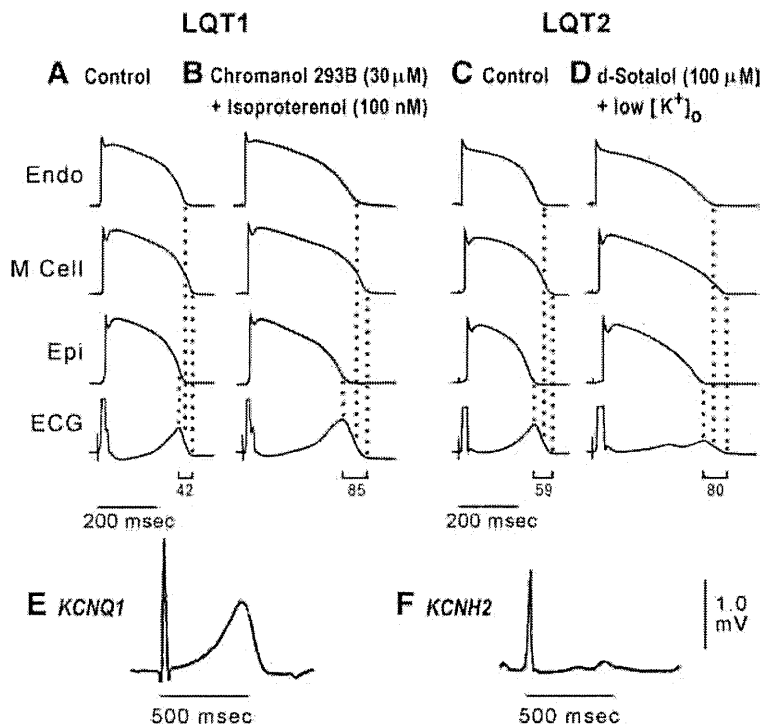 LQT1 LQT2
A Control B Chromanol 293B (30 μM) C Control D d-Sotalol (100 μM)
+ Isoproterenol (100 nM) + low [K+]o
Endo
M Cell
Epi
ECG
42 85 59 80
200 msec 200 msec
E KCNQ1 F KCNH2 1.0
mV
500 msec 500 msec